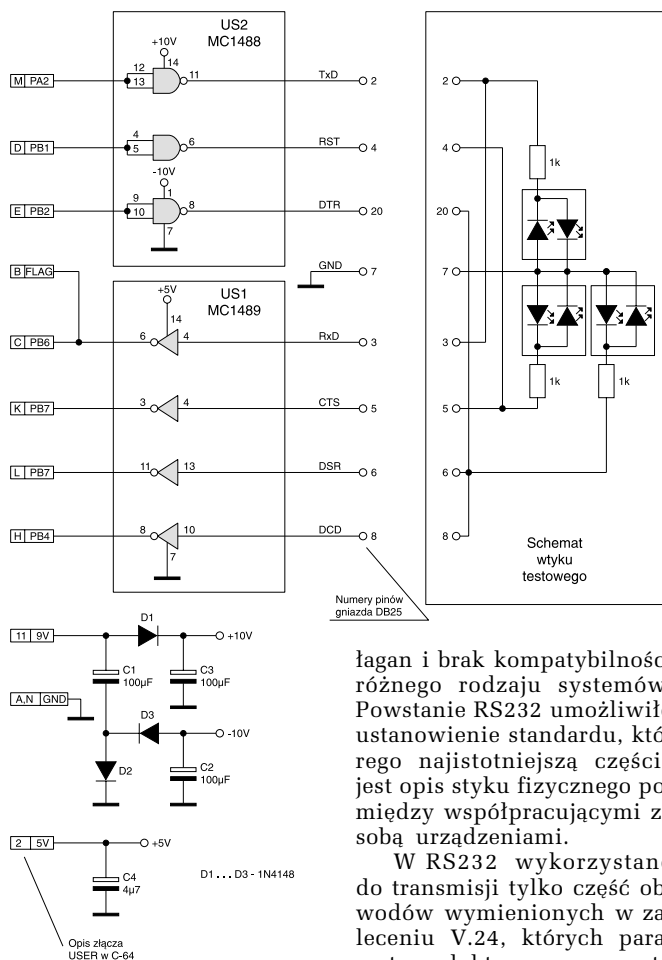 US2
MC1488
+10V
14
12
13
11
M PA2
TxD
2
4
5
6
D PB1
RST
4
-10V
1
9
10
8
7
E PB2
DTR
20
B FLAG
GND
7
US1
MC1489
+5V
14
6
4
C PB6
RxD
3
3
4
K PB7
CTS
5
11
13
L PB7
DSR
6
8
10
7
H PB4
DCD
8
Numery pinów
gniazda DB25
2
4
20
7
3
5
6
8
1k
1k
1k
Schemat
wtyku
testowego
11 9V
D1
+10V
C1
100µF
C3
100µF
A,N GND
D3
-10V
D2
C2
100µF
2 5V
+5V
C4
4µ7
D1...D3 - 1N4148
Opis złącza
USER w C-64
łagan i brak kompatybilnośc
różnego rodzaju systemów
Powstanie RS232 umożliwiło
ustanowienie standardu, któ
rego najistotniejszą części
jest opis styku fizycznego po
między współpracującymi z
sobą urządzeniami.
W RS232 wykorzystano
do transmisji tylko część ob
wodów wymienionych w za
leceniu V.24, których para